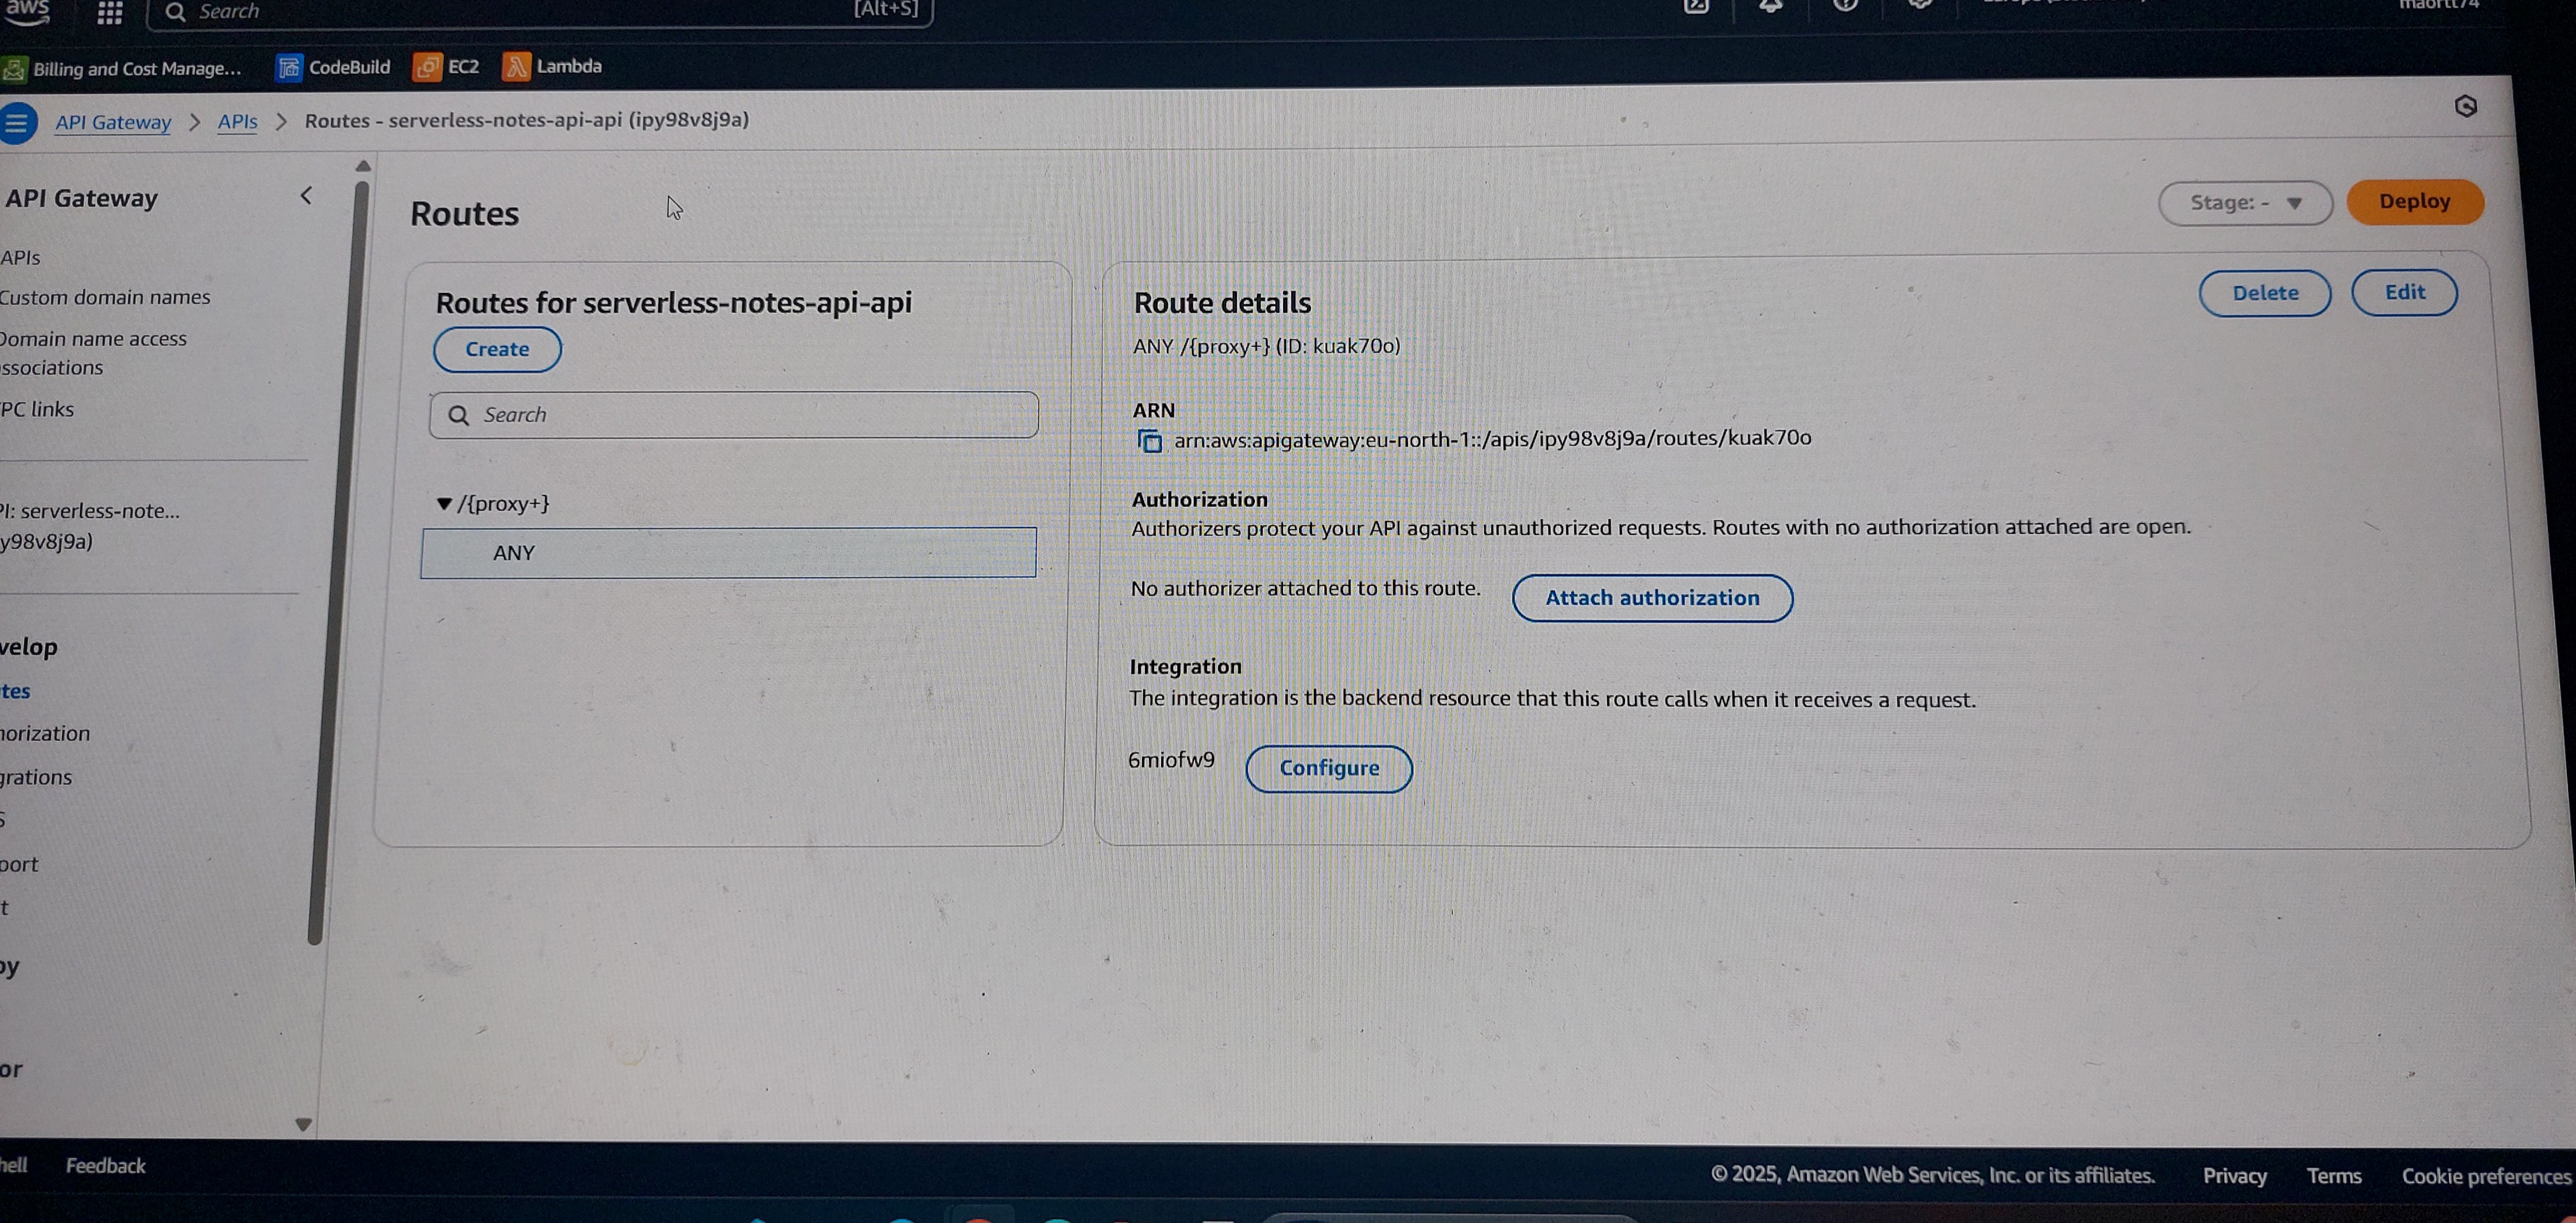 aws
Search
[Alt+S]
Billing and Cost Manage...
CodeBuild
EC2
Lambda
API Gateway
APIs
Routes - serverless-notes-api-api (ipy98v8j9a)
API Gateway
APIs
Custom domain names
Domain name access
ssociations
PC links
PI: serverless-note...
y98v8j9a)
velop
tes
horization
grations
S
port
t
oy
or
Routes
Stage: -
Deploy
Routes for serverless-notes-api-api
Create
Search
/{proxy+}
ANY
Route details
Delete
Edit
ANY /{proxy+} (ID: kuak70o)
ARN
arn:aws:apigateway:eu-north-1::/apis/ipy98v8j9a/routes/kuak70o
Authorization
Authorizers protect your API against unauthorized requests. Routes with no authorization attached are open.
No authorizer attached to this route.
Attach authorization
Integration
The integration is the backend resource that this route calls when it receives a request.
6miofw9
Configure
hell
Feedback
© 2025, Amazon Web Services, Inc. or its affiliates.
Privacy
Terms
Cookie preferences